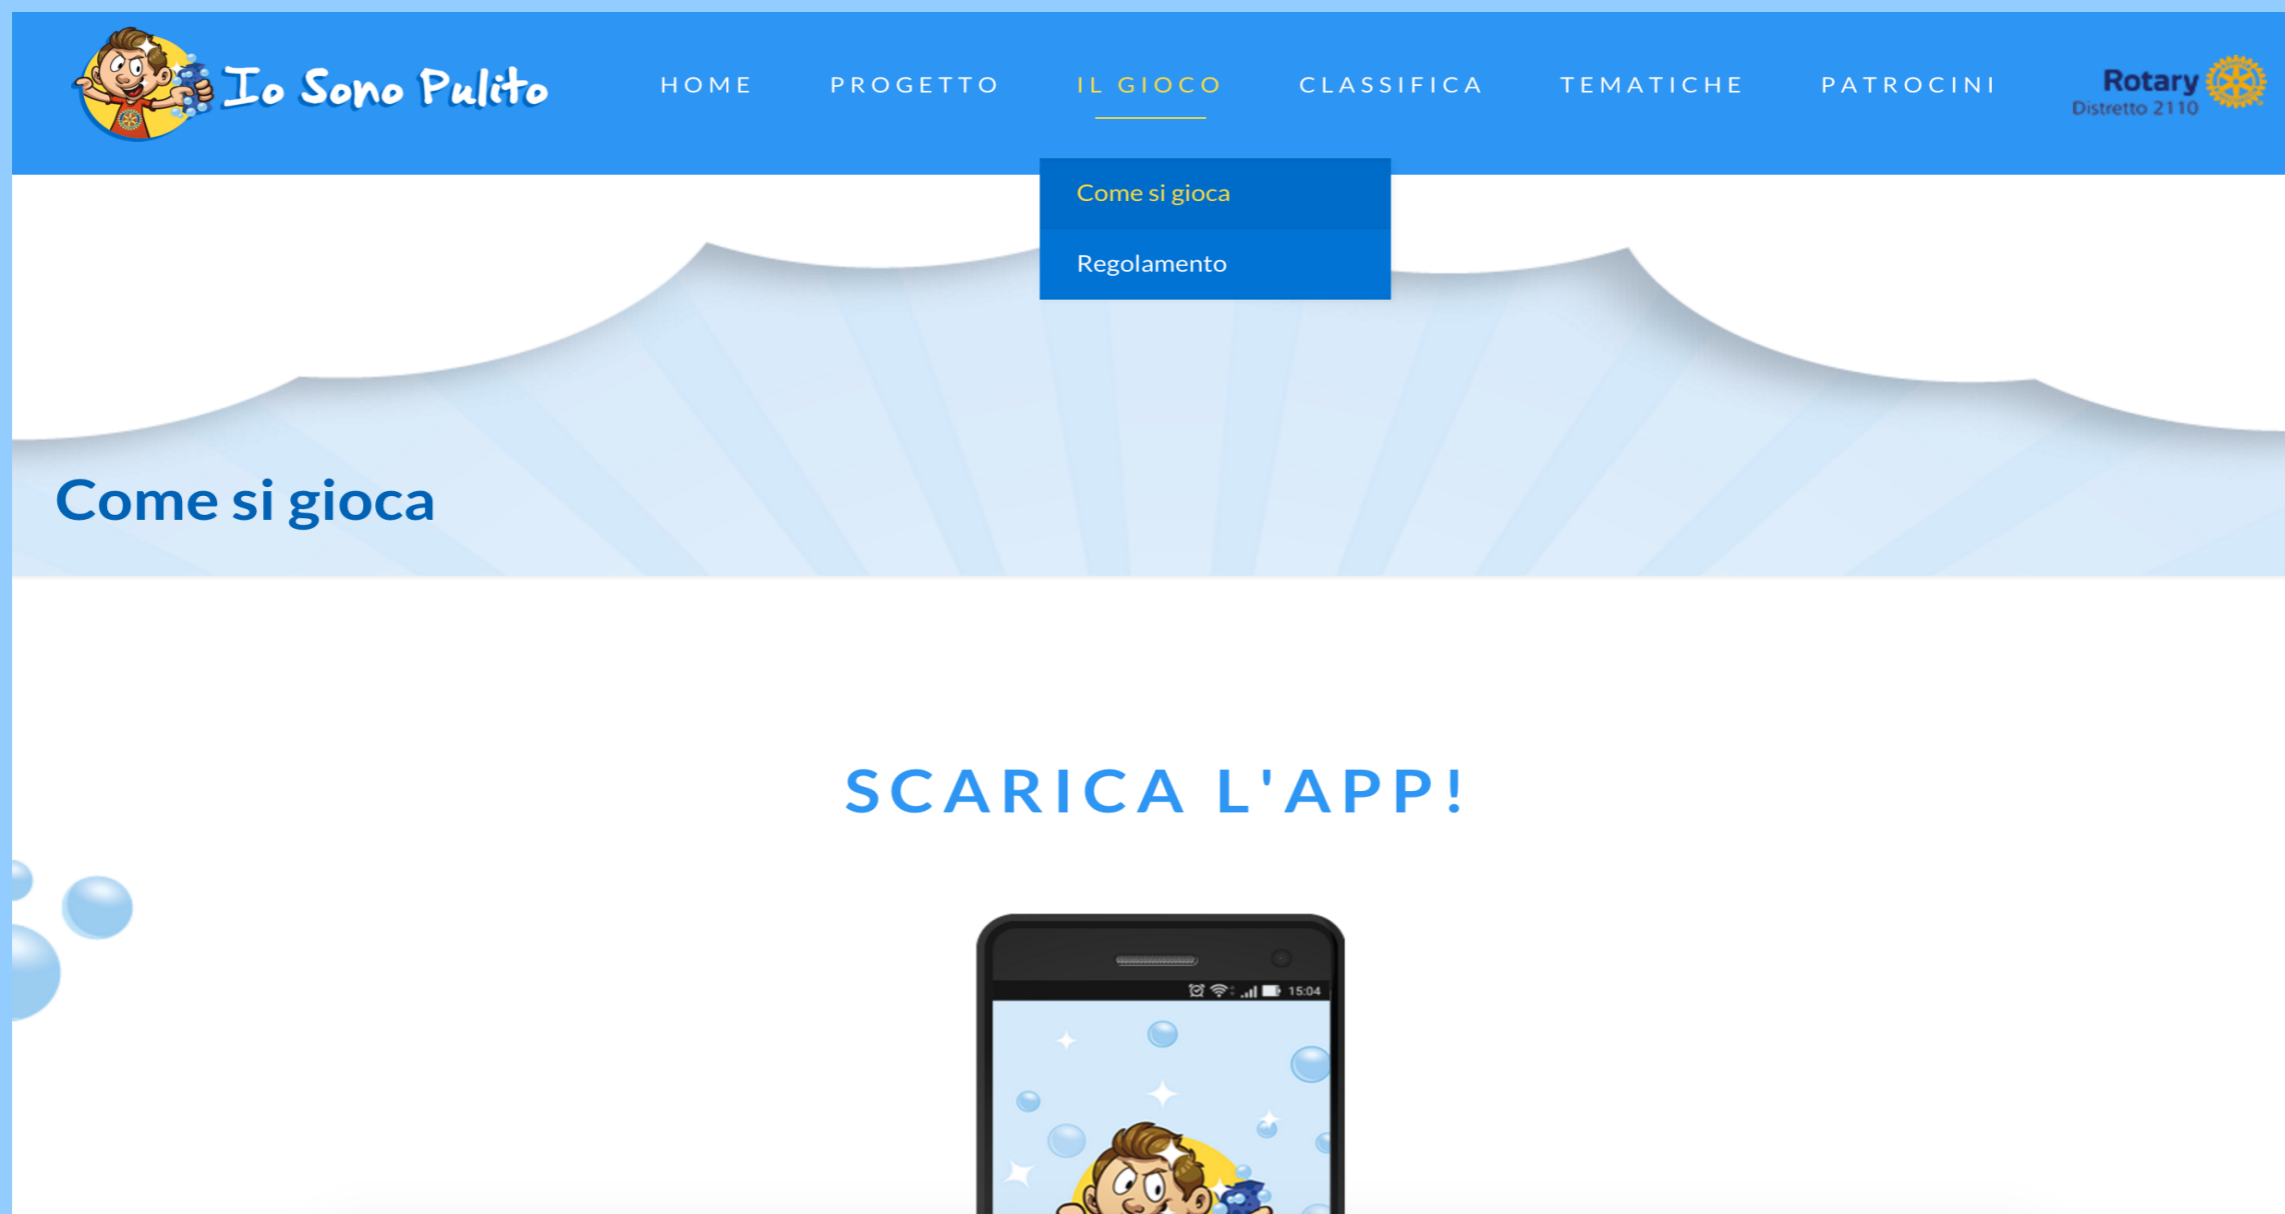 Io Sono Pulito
HOME PROGETTO IL GIOCO CLASSIFICA TEMATICHE PATROCINI
Rotary
Distretto 2110
Come si gioca
Regolamento
Come si gioca
SCARICA L'APP!
15:04